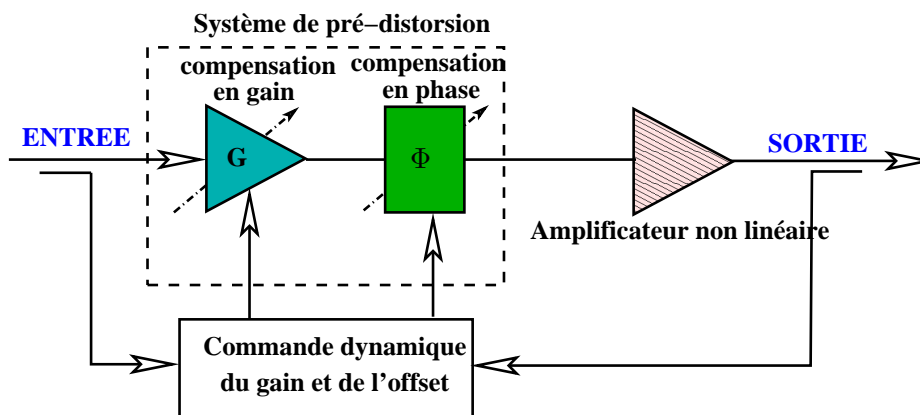 Système de pré−distorsion
compensation
en gain
compensation
en phase
ENTREE
G
Φ
SORTIE
Amplificateur non linéaire
Commande dynamique
du gain et de l'offset